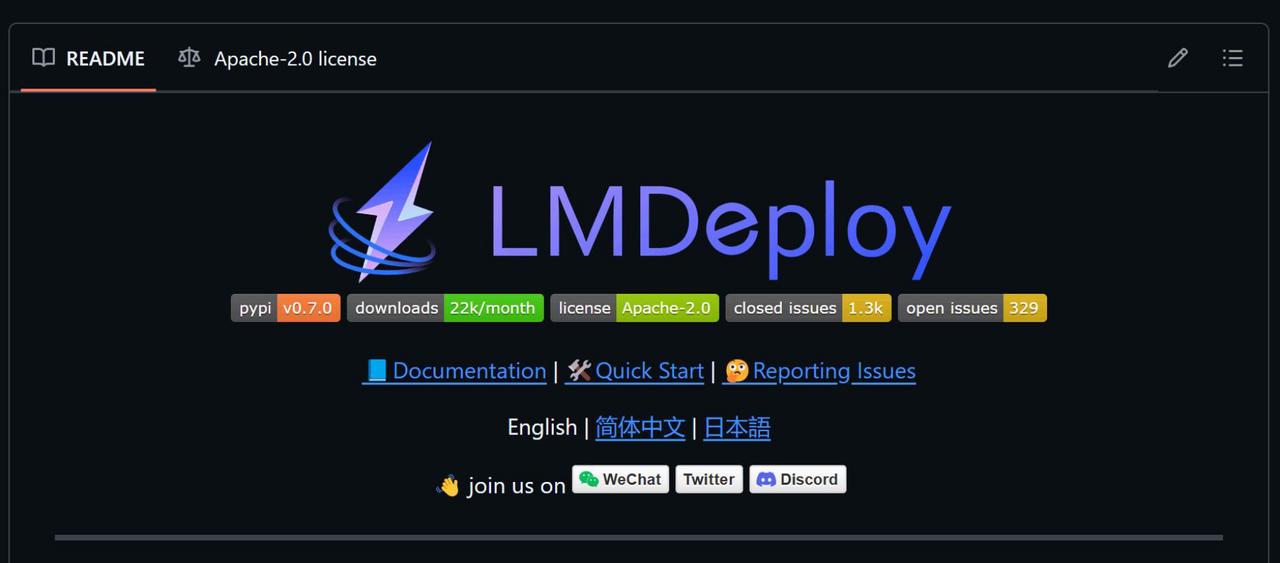 README Apache-2.0 license
LMDeploy
pypi v0.7.0 downloads 22k/month license Apache-2.0 closed issues 1.3k open issues 329
Documentation | Quick Start | Reporting Issues
English | 简体中文 | 日本語
join us on WeChat Twitter Discord